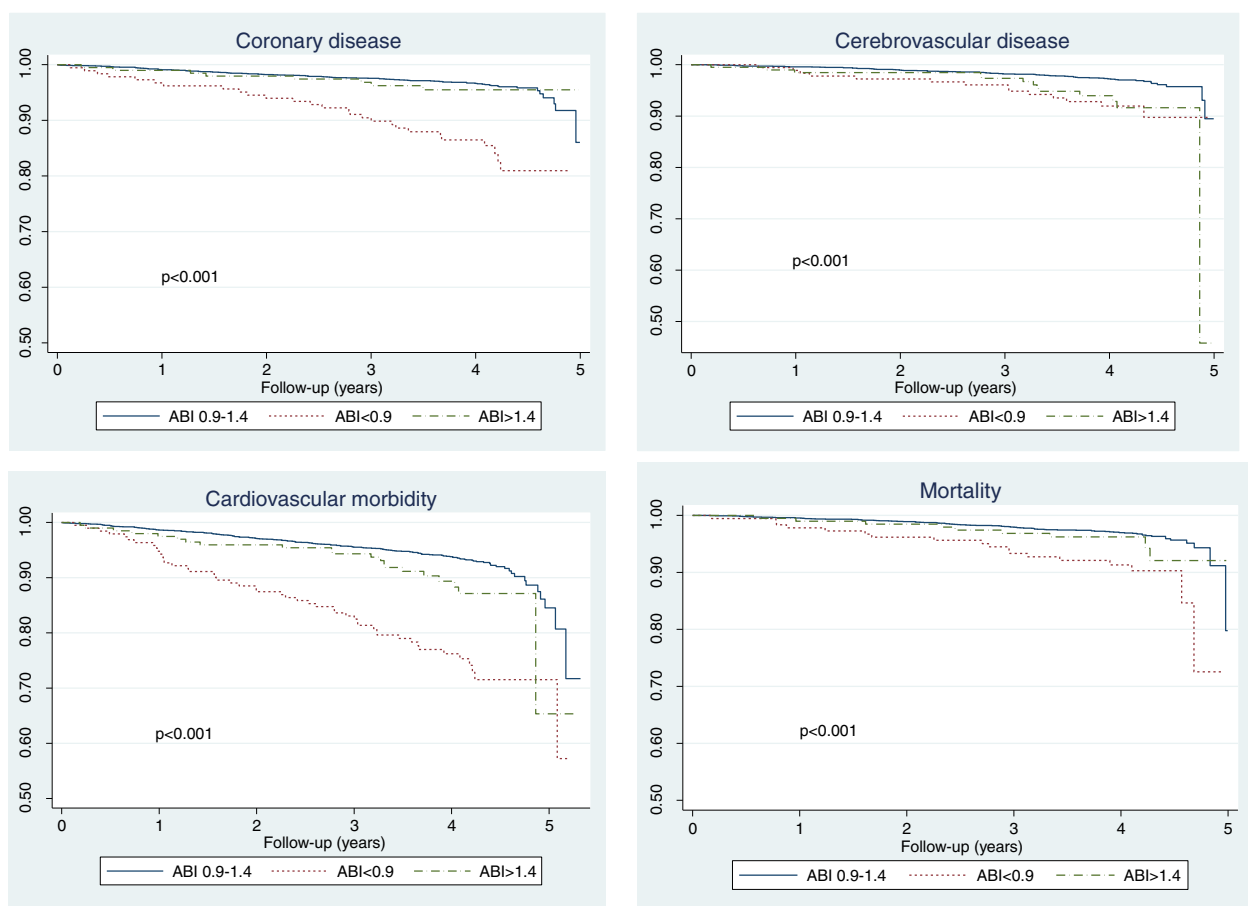 Coronary disease
1.00
0.90
0.80
0.70
0.60
0.50
p<0.001
0 1 2 3 4 5
Follow-up (years)
ABI 0.9-1.4 ABI<0.9 ABI>1.4
Cerebrovascular disease
1.00
0.90
0.80
0.70
0.60
0.50
p<0.001
0 1 2 3 4 5
Follow-up (years)
ABI 0.9-1.4 ABI<0.9 ABI>1.4
Cardiovascular morbidity
1.00
0.90
0.80
0.70
0.60
0.50
p<0.001
0 1 2 3 4 5
Follow-up (years)
ABI 0.9-1.4 ABI<0.9 ABI>1.4
Mortality
1.00
0.90
0.80
0.70
0.60
0.50
p<0.001
0 1 2 3 4 5
Follow-up (years)
ABI 0.9-1.4 ABI<0.9 ABI>1.4